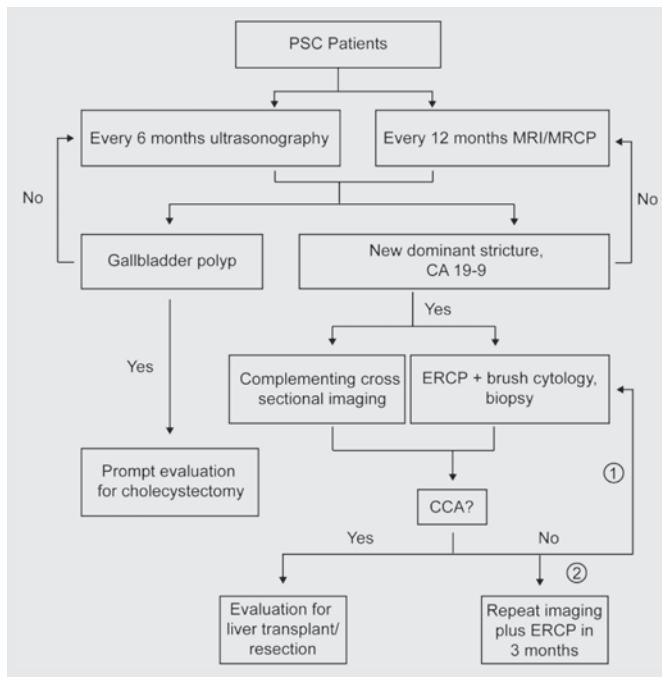 PSC Patients
Every 6 months ultrasonography
Every 12 months MRI/MRCP
No
No
Gallbladder polyp
New dominant stricture,
CA 19-9
Yes
Yes
Complementing cross
sectional imaging
ERCP + brush cytology,
biopsy
Prompt evaluation
for cholecystectomy
①
CCA?
Yes
No
②
Evaluation for
liver transplant/
resection
Repeat imaging
plus ERCP in
3 months